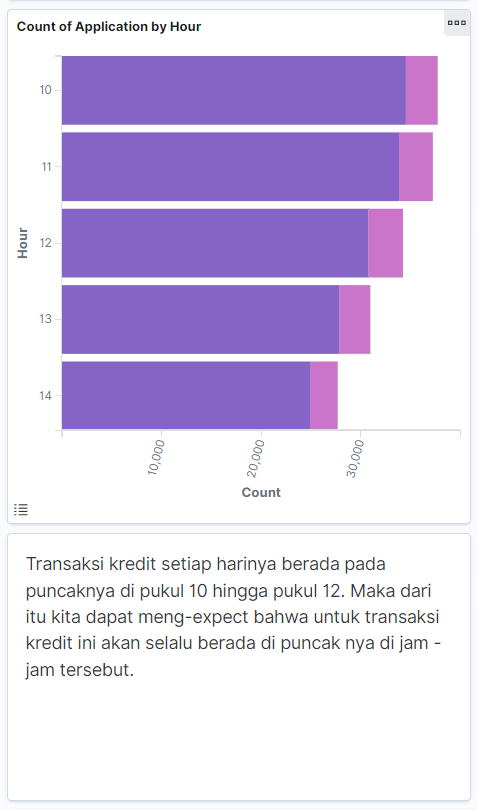 Count of Application by Hour
10
11
12
13
14
Hour
10,000
20,000
30,000
Count
Transaksi kredit setiap harinya berada pada
puncaknya di pukul 10 hingga pukul 12. Maka dari
itu kita dapat meng-expect bahwa untuk transaksi
kredit ini akan selalu berada di puncak nya di jam -
jam tersebut.